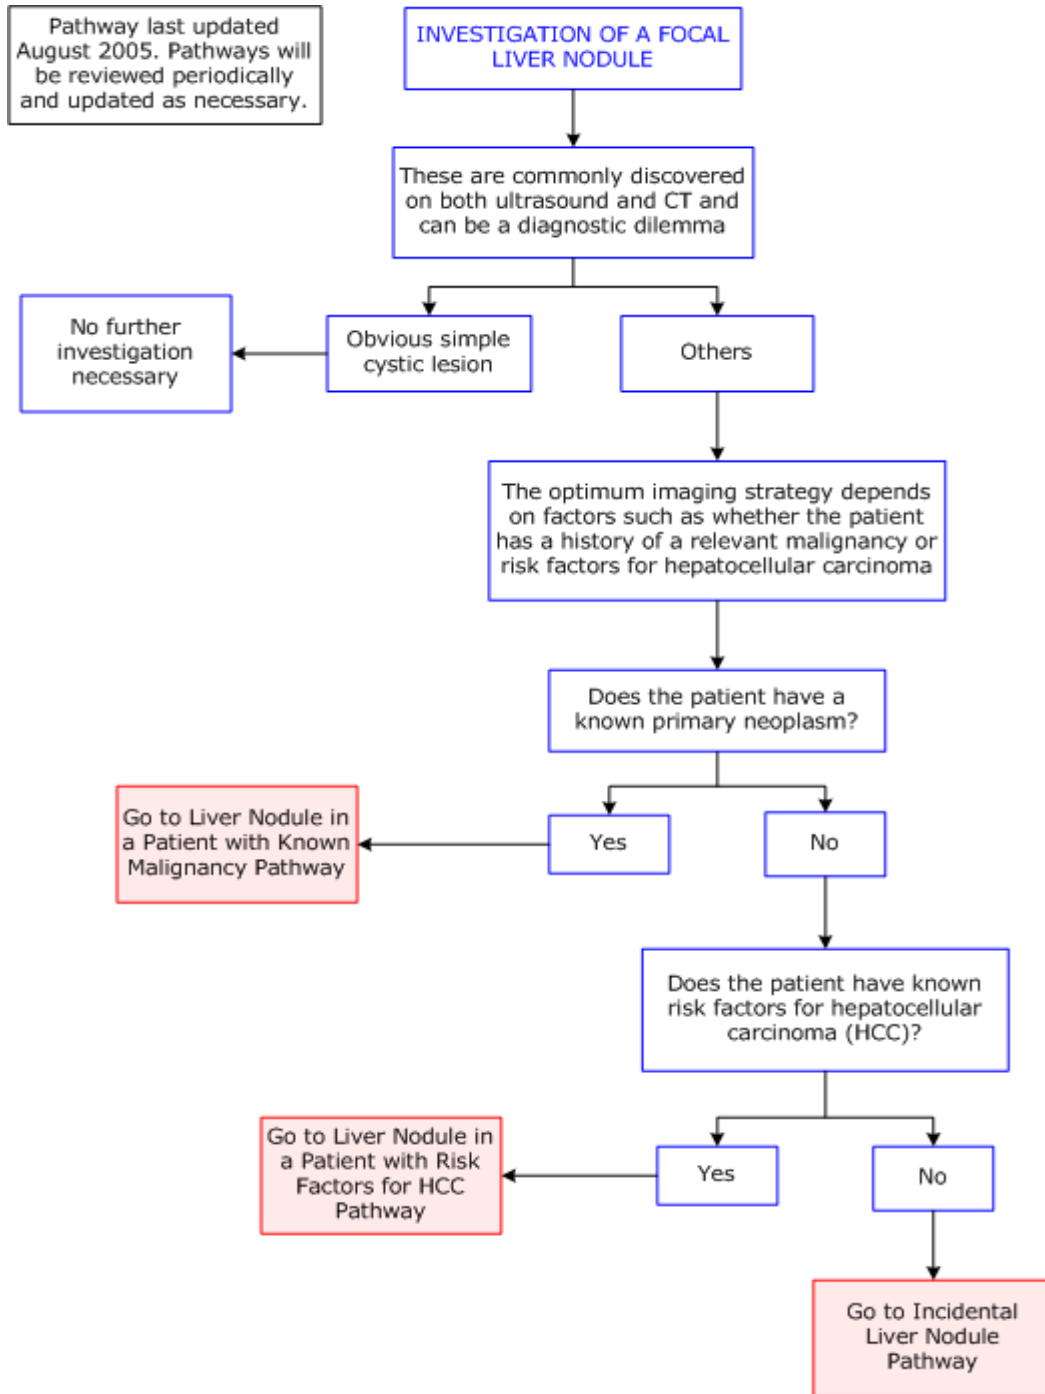 Pathway last updated
August 2005. Pathways will
be reviewed periodically
and updated as necessary.
INVESTIGATION OF A FOCAL
LIVER NODULE
These are commonly discovered
on both ultrasound and CT and
can be a diagnostic dilemma
No further
investigation
necessary
Obvious simple
cystic lesion
Others
The optimum imaging strategy depends
on factors such as whether the patient
has a history of a relevant malignancy or
risk factors for hepatocellular carcinoma
Does the patient have a
known primary neoplasm?
Go to Liver Nodule in
a Patient with Known
Malignancy Pathway
Yes
No
Does the patient have known
risk factors for hepatocellular
carcinoma (HCC)?
Go to Liver Nodule in
a Patient with Risk
Factors for HCC
Pathway
Yes
No
Go to Incidental
Liver Nodule
Pathway